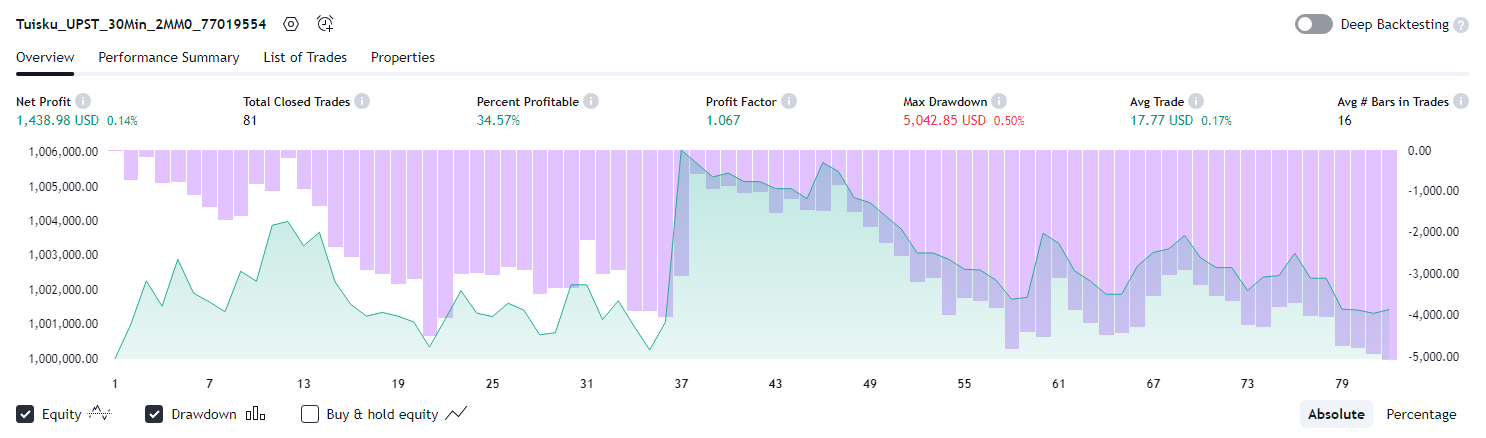 Tuisku_UPST_30Min_2MM0_77019554 Deep Backtesting ?
Overview Performance Summary List of Trades Properties
Net Profit i Total Closed Trades i Percent Profitable i Profit Factor i Max Drawdown i Avg Trade i Avg # Bars in Trades i
1,438.98 USD 0.14% 81 34.57% 1.067 5,042.85 USD 0.50% 17.77 USD 0.17% 16
1,006,000.00 0.00
1,005,000.00 -1,000.00
1,004,000.00 -2,000.00
1,003,000.00 -3,000.00
1,002,000.00 -4,000.00
1,001,000.00 -5,000.00
1,000,000.00
1 7 13 19 25 31 37 43 49 55 61 67 73 79
Equity Drawdown Buy & hold equity Absolute Percentage